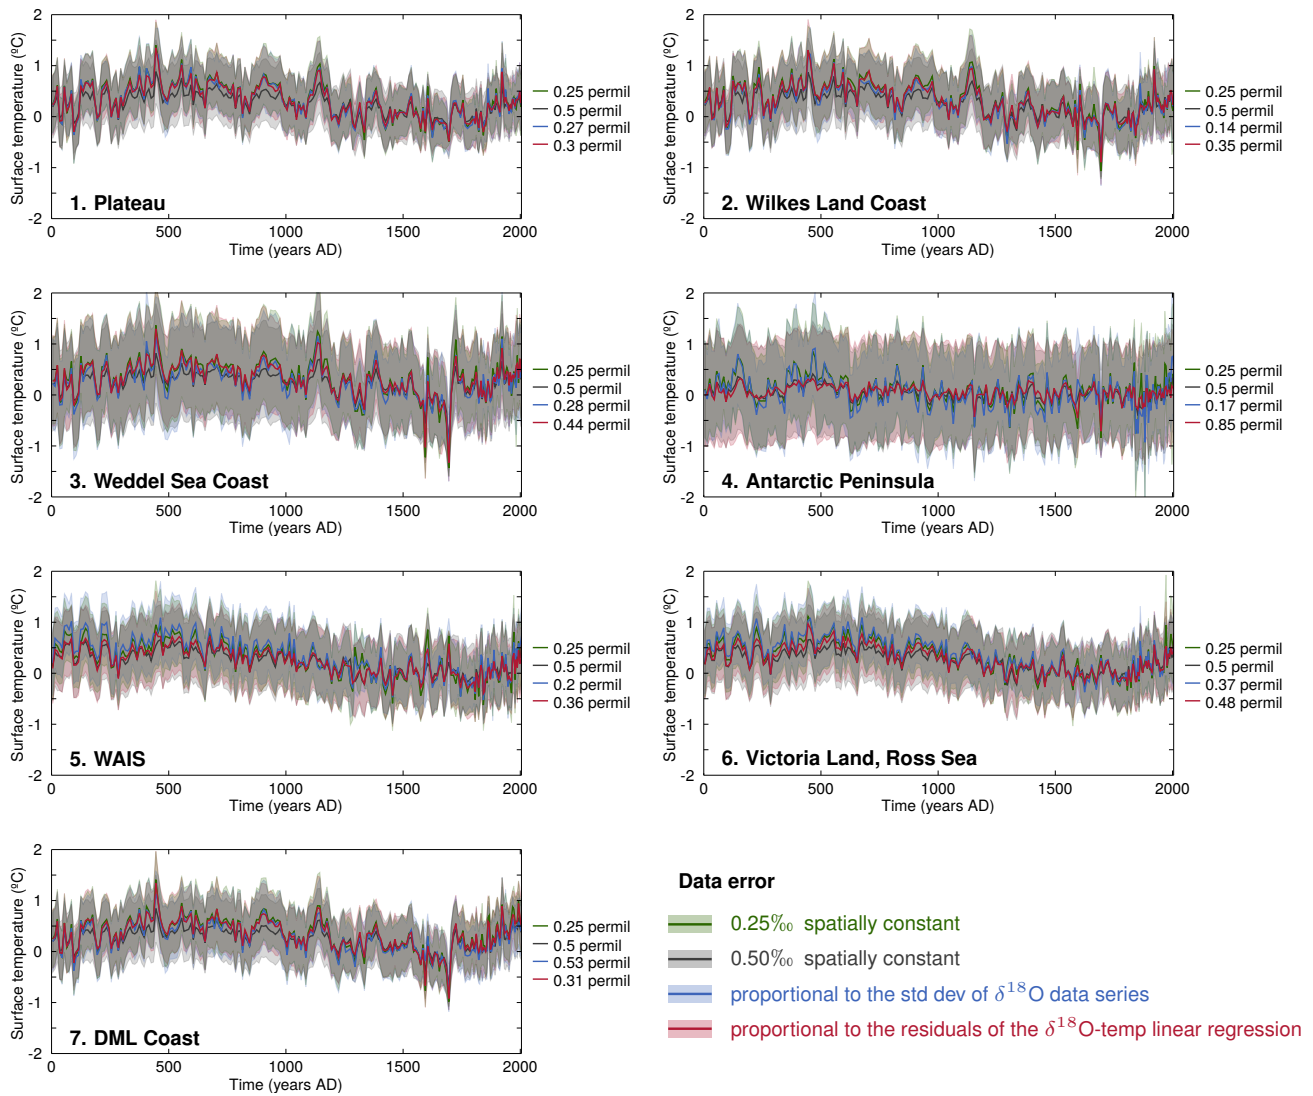 2
1
0
-1
-2
Surface temperature (ºC)
1. Plateau
0 500 1000 1500 2000
Time (years AD)
0.25 permil
0.5 permil
0.27 permil
0.3 permil
2
1
0
-1
-2
Surface temperature (ºC)
2. Wilkes Land Coast
0 500 1000 1500 2000
Time (years AD)
0.25 permil
0.5 permil
0.14 permil
0.35 permil
2
1
0
-1
-2
Surface temperature (ºC)
3. Weddel Sea Coast
0 500 1000 1500 2000
Time (years AD)
0.25 permil
0.5 permil
0.28 permil
0.44 permil
2
1
0
-1
-2
Surface temperature (ºC)
4. Antarctic Peninsula
0 500 1000 1500 2000
Time (years AD)
0.25 permil
0.5 permil
0.17 permil
0.85 permil
2
1
0
-1
-2
Surface temperature (ºC)
5. WAIS
0 500 1000 1500 2000
Time (years AD)
0.25 permil
0.5 permil
0.2 permil
0.36 permil
2
1
0
-1
-2
Surface temperature (ºC)
6. Victoria Land, Ross Sea
0 500 1000 1500 2000
Time (years AD)
0.25 permil
0.5 permil
0.37 permil
0.48 permil
2
1
0
-1
-2
Surface temperature (ºC)
7. DML Coast
0 500 1000 1500 2000
Time (years AD)
0.25 permil
0.5 permil
0.53 permil
0.31 permil
Data error
0.25‰ spatially constant
0.50‰ spatially constant
proportional to the std dev of δ¹⁸O data series
proportional to the residuals of the δ¹⁸O-temp linear regression